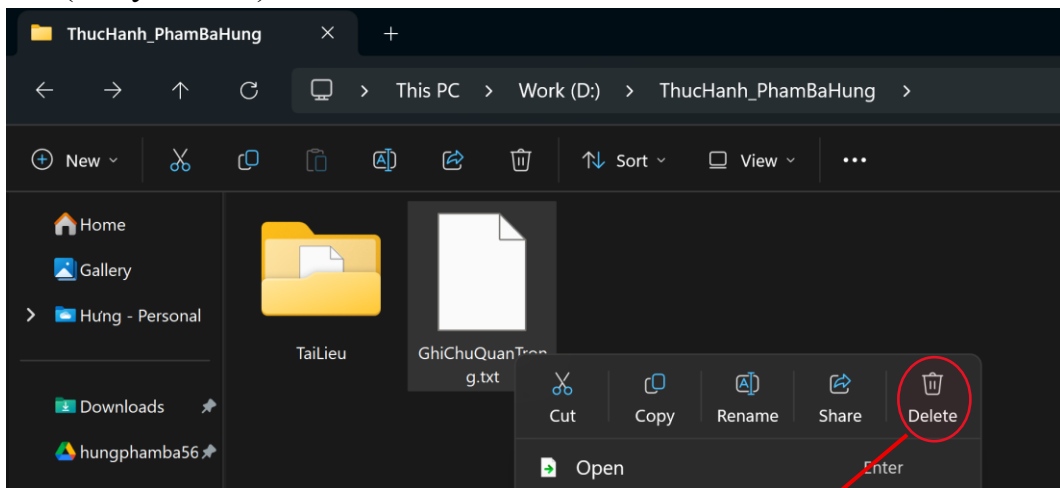 ThucHanh_PhamBaHung
This PC > Work (D:) > ThucHanh_PhamBaHung >
New Sort View
Home
Gallery
Hưng - Personal
TaiLieu
GhiChuQuanTron
g.txt
Downloads
hungphamba56
Cut Copy Rename Share Delete
Open Enter